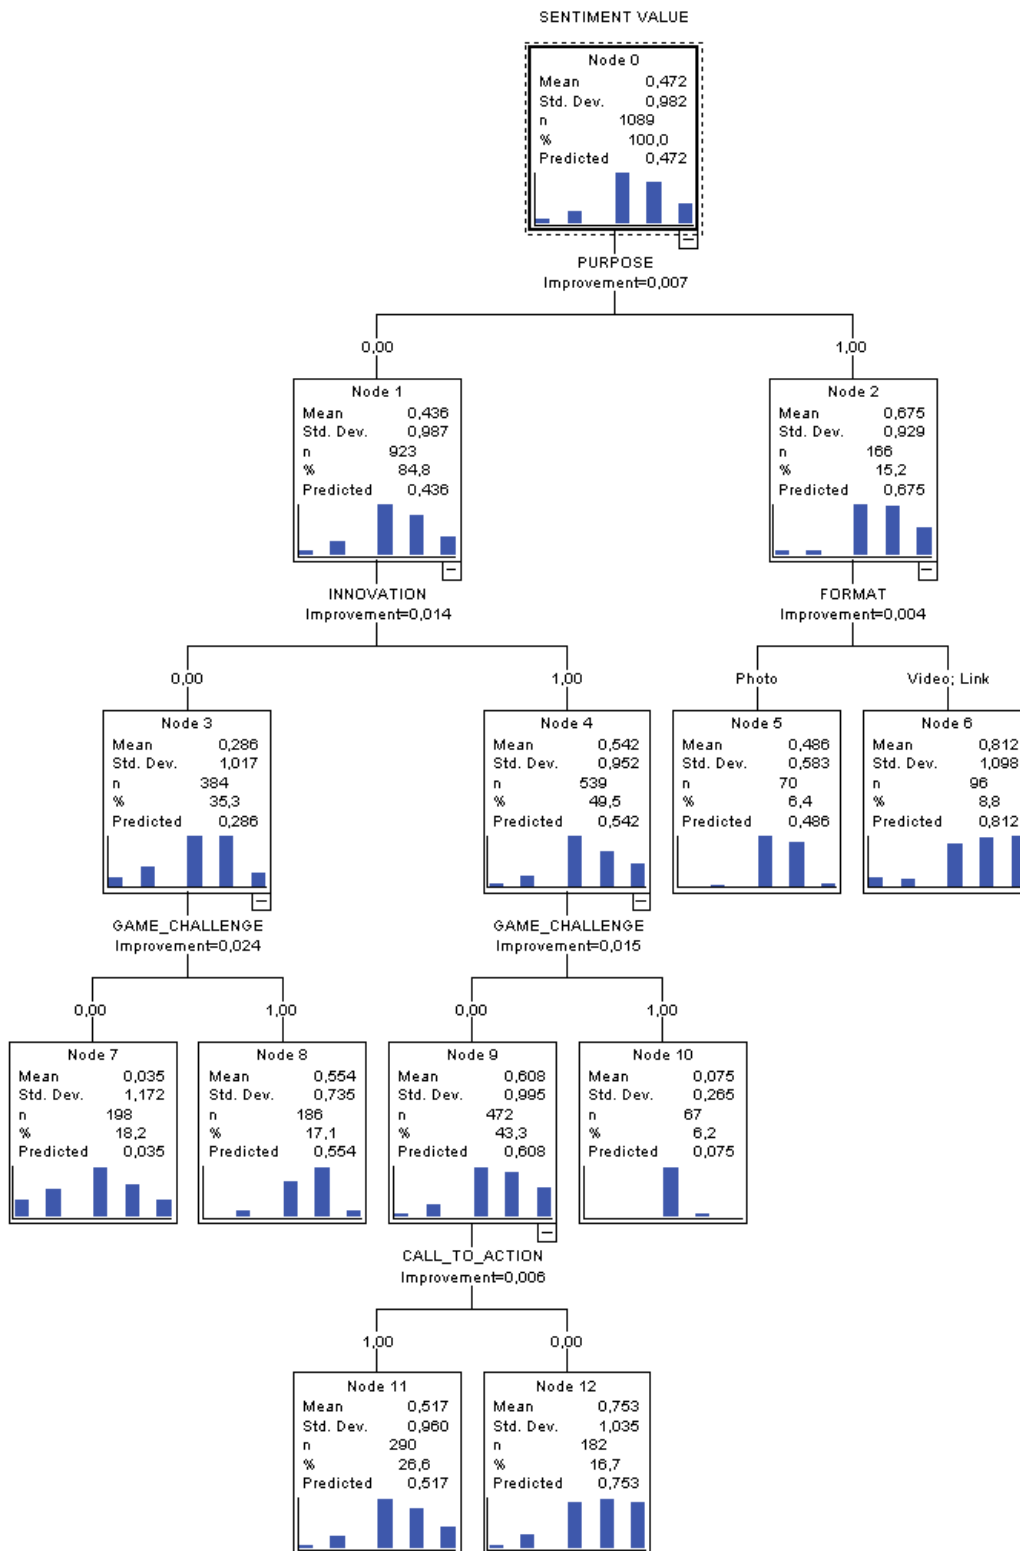 SENTIMENT VALUE
Node 0
Mean 0,472
Std. Dev. 0,982
n 1089
% 100,0
Predicted 0,472
PURPOSE
Improvement=0,007
0,00
1,00
Node 1
Mean 0,436
Std. Dev. 0,987
n 923
% 84,8
Predicted 0,436
Node 2
Mean 0,675
Std. Dev. 0,929
n 166
% 15,2
Predicted 0,675
INNOVATION
Improvement=0,014
FORMAT
Improvement=0,004
0,00
1,00
Photo
Video; Link
Node 3
Mean 0,286
Std. Dev. 1,017
n 384
% 35,3
Predicted 0,286
Node 4
Mean 0,542
Std. Dev. 0,952
n 539
% 49,5
Predicted 0,542
Node 5
Mean 0,486
Std. Dev. 0,583
n 70
% 6,4
Predicted 0,486
Node 6
Mean 0,812
Std. Dev. 1,098
n 96
% 8,8
Predicted 0,812
GAME_CHALLENGE
Improvement=0,024
GAME_CHALLENGE
Improvement=0,015
0,00
1,00
0,00
1,00
Node 7
Mean 0,035
Std. Dev. 1,172
n 198
% 18,2
Predicted 0,035
Node 8
Mean 0,554
Std. Dev. 0,735
n 186
% 17,1
Predicted 0,554
Node 9
Mean 0,608
Std. Dev. 0,995
n 472
% 43,3
Predicted 0,608
Node 10
Mean 0,075
Std. Dev. 0,265
n 67
% 6,2
Predicted 0,075
CALL_TO_ACTION
Improvement=0,006
1,00
0,00
Node 11
Mean 0,517
Std. Dev. 0,960
n 290
% 26,6
Predicted 0,517
Node 12
Mean 0,753
Std. Dev. 1,035
n 182
% 16,7
Predicted 0,753